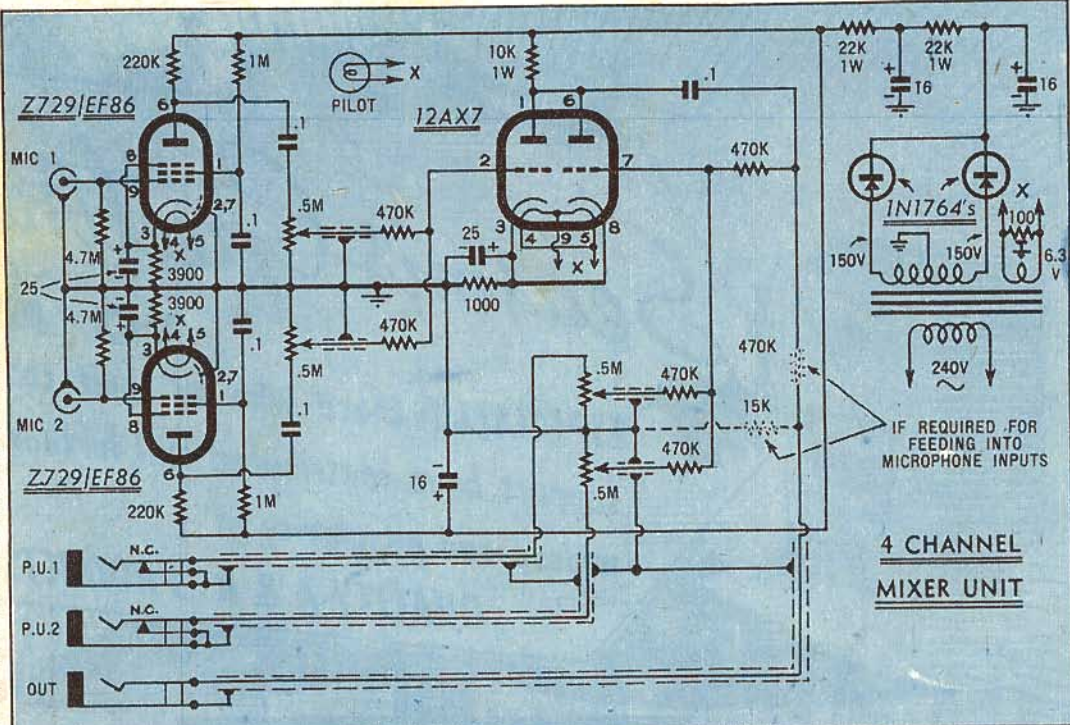 220K
1M
PILOT
X
10K
1W
.1
22K
1W
22K
1W
+
16
-
+
16
-
Z729/EF86
12AX7
MIC 1
6
8
9
1
2,7
3
4
5
X
.1
1
6
2
7
470K
4.7M
+
-
3900
.1
.5M
470K
3
4
9
5
8
25
-
+
X
1N1764's
X
100
150V
150V
6.3
V
25
4.7M
-
+
3900
X
4
5
3
1000
470K
.1
.5M
2,7
1
9
8
MIC 2
6
.1
Z729/EF86
220K
1M
16
-
+
.5M
470K
.5M
470K
470K
15K
240V
IF REQUIRED FOR
FEEDING INTO
MICROPHONE INPUTS
4 CHANNEL
MIXER UNIT
P.U.1
N.C.
P.U.2
N.C.
OUT